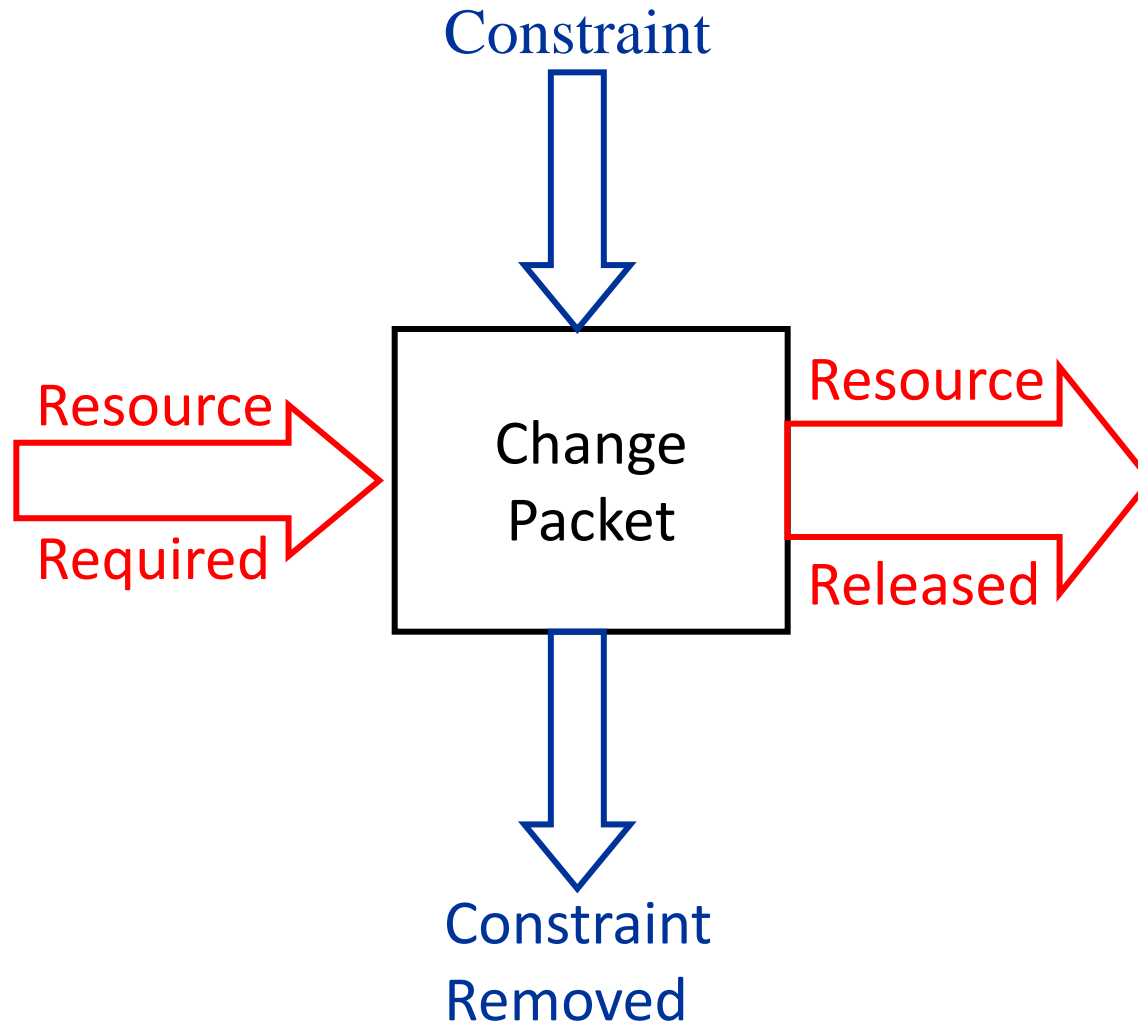 Constraint
Resource
Required
Change
Packet
Resource
Released
Constraint
Removed